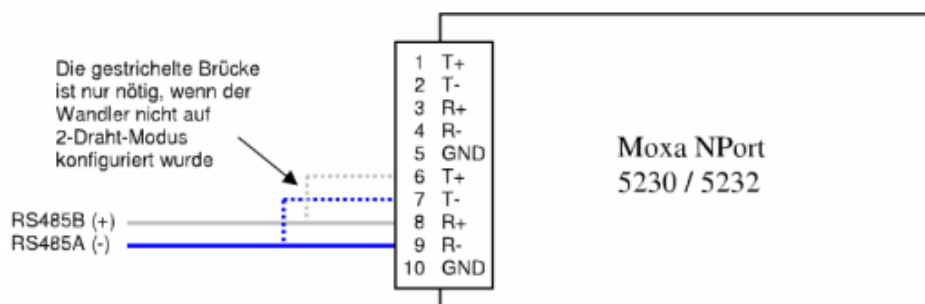 Die gestrichelte Brücke
ist nur nötig, wenn der
Wandler nicht auf
2-Draht-Modus
konfiguriert wurde
RS485B (+)
RS485A (-)
1 T+
2 T-
3 R+
4 R-
5 GND
6 T+
7 T-
8 R+
9 R-
10 GND
Moxa NPort
5230 / 5232